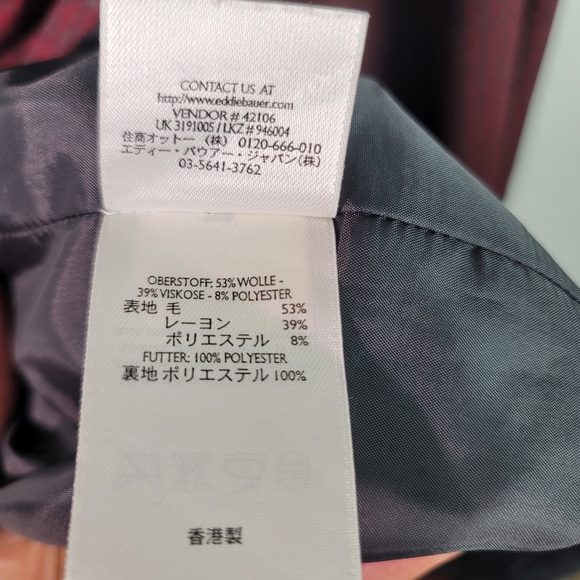 CONTACT US AT
http://www.eddiebauer.com
VENDOR # 42106
UK 319100S / LKZ # 946004
住商オットー (株) 0120-666-010
エディー・バウアー・ジャパン(株)
03-5641-3762
OBERSTOFF: 53% WOLLE -
39% VISKOSE - 8% POLYESTER
表地 毛 53%
レーヨン 39%
ポリエステル 8%
FUTTER: 100% POLYESTER
裏地 ポリエステル 100%
香港製